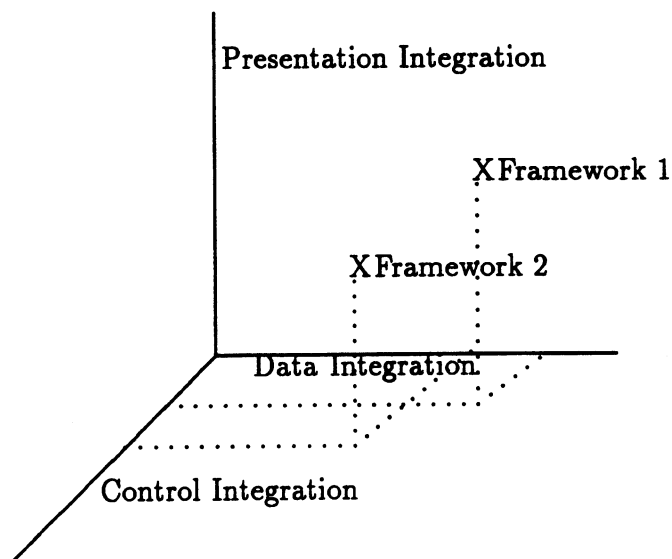 Presentation Integration
XFramework 1
XFramework 2
Data Integration
Control Integration